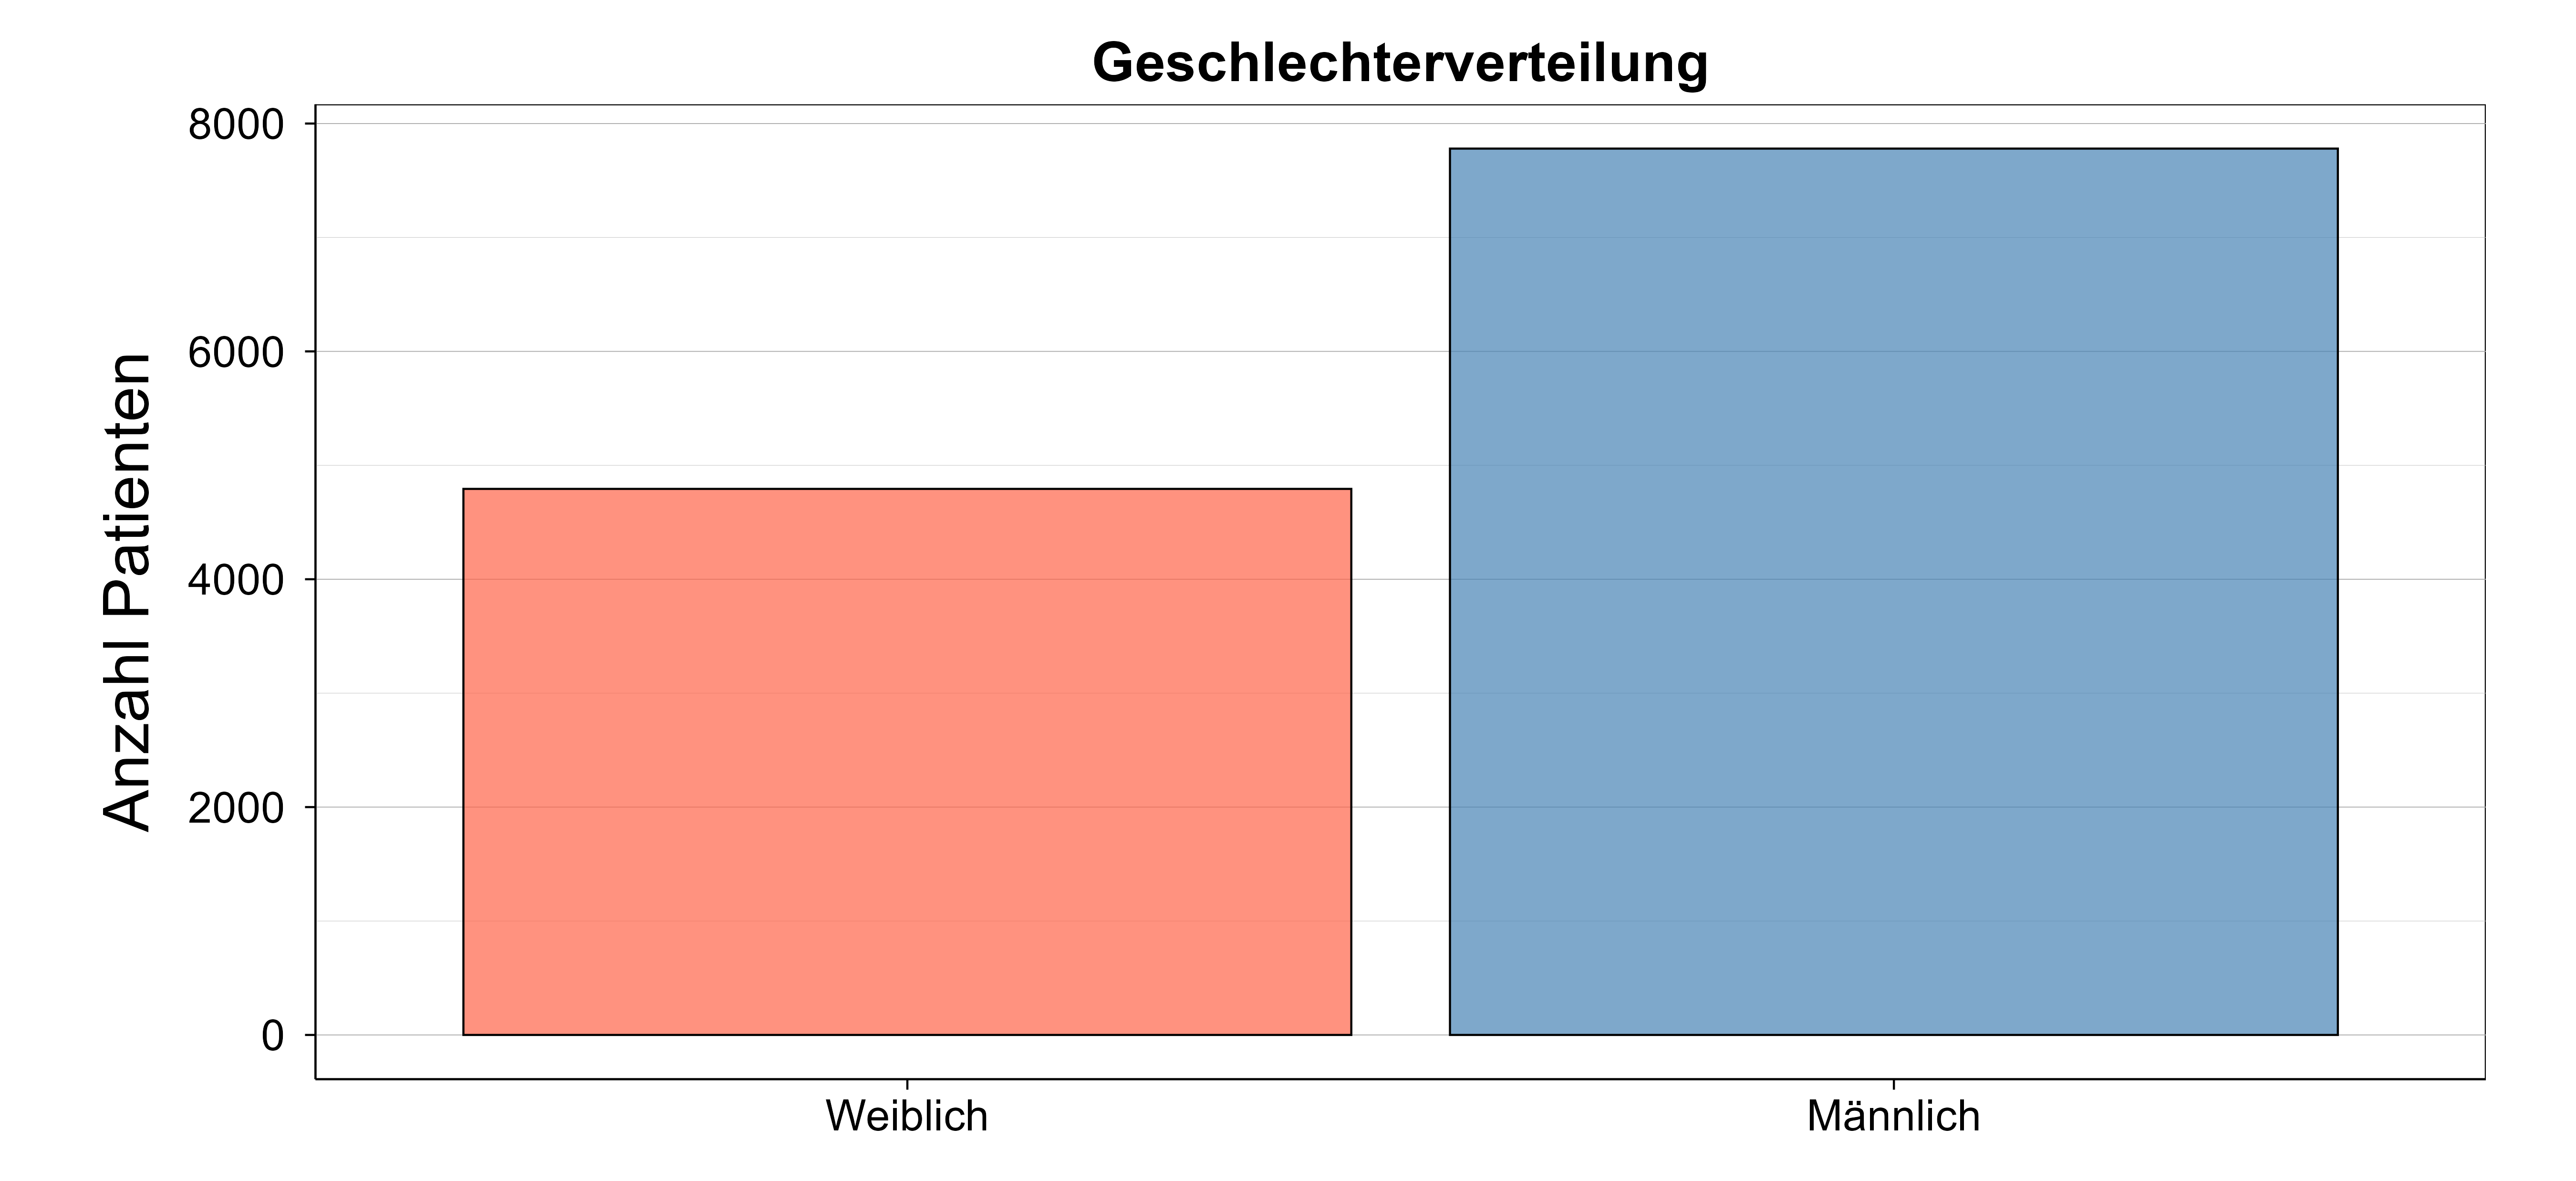 Geschlechterverteilung
Anzahl Patienten
8000
6000
4000
2000
0
Weiblich
Männlich